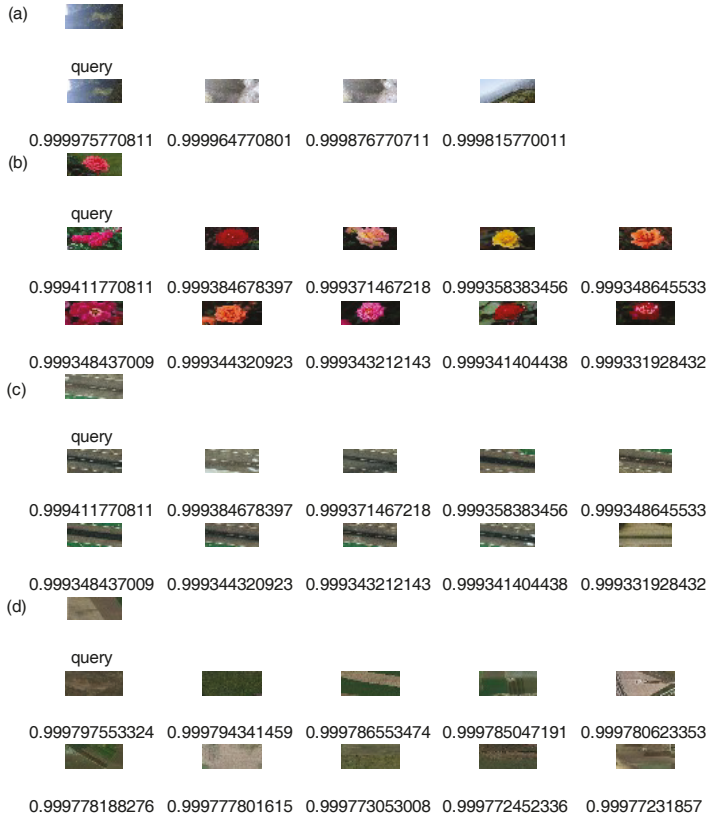 (a)
query
0.999975770811 0.999964770801 0.999876770711 0.999815770011
(b)
query
0.999411770811 0.999384678397 0.999371467218 0.999358383456 0.999348645533
0.999348437009 0.999344320923 0.999343212143 0.999341404438 0.999331928432
(c)
query
0.999411770811 0.999384678397 0.999371467218 0.999358383456 0.999348645533
0.999348437009 0.999344320923 0.999343212143 0.999341404438 0.999331928432
(d)
query
0.999797553324 0.999794341459 0.999786553474 0.999785047191 0.999780623353
0.999778188276 0.999777801615 0.999773053008 0.999772452336 0.99977231857